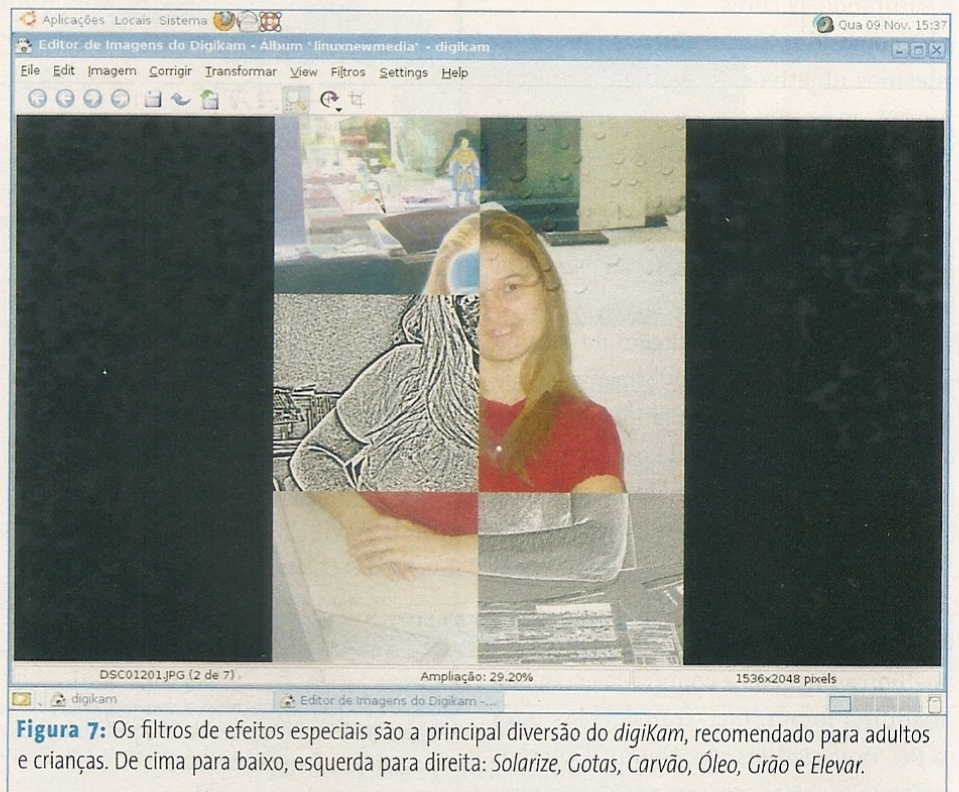 Aplicações Locais Sistema
Qua 09 Nov, 15:37
Editor de Imagens do Digikam - Álbum "linuxnewmedia" - digikam
File Edit Imagem Corrigir Transformar View Filtros Settings Help
DSC01201.JPG (2 de 7)
Ampliação: 29.20%
1536x2048 pixels
digikam
Editor de Imagens do Digikam -...
Figura 7: Os filtros de efeitos especiais são a principal diversão do digiKam, recomendado para adultos
e crianças. De cima para baixo, esquerda para direita: Solarize, Gotas, Carvão, Óleo, Grão e Elevar.